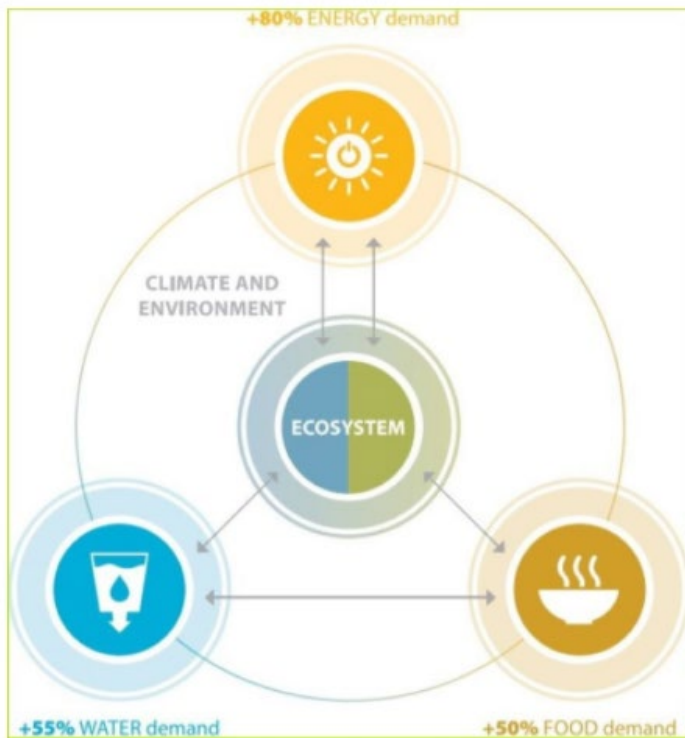 +80% ENERGY demand
CLIMATE AND
ENVIRONMENT
ECOSYSTEM
+55% WATER demand
+50% FOOD demand